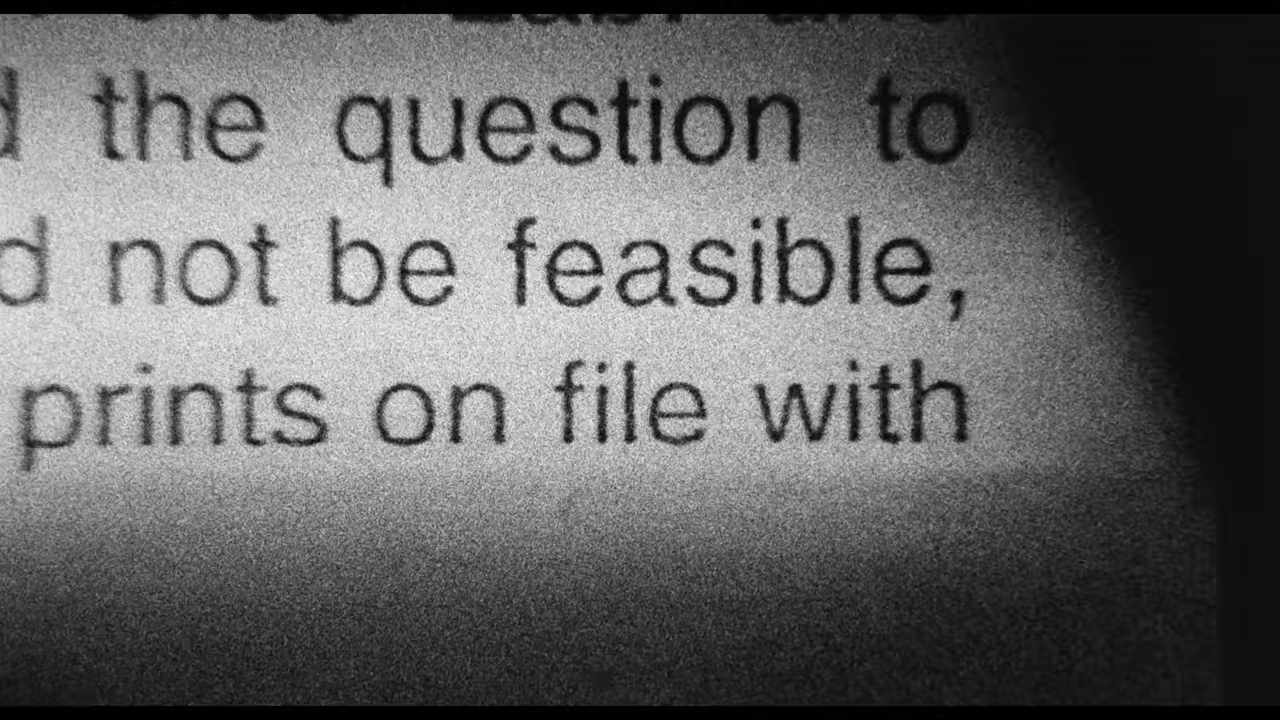 the question to
not be feasible,
prints on file with